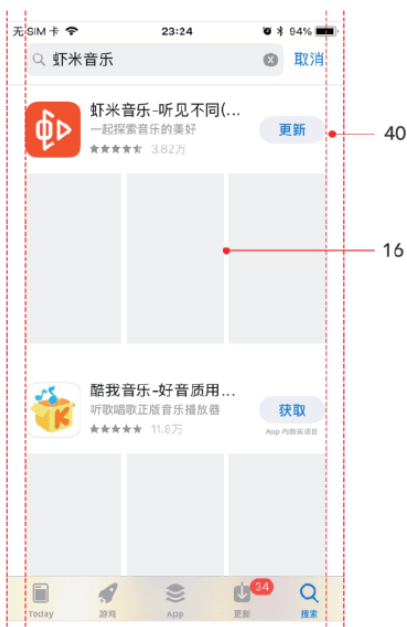 无 SIM 卡 23:24 94%
虾米音乐 取消
虾米音乐-听见不同(...
一起探索音乐的美好
更新
3.82万
40
16
酷我音乐-好音质用...
听歌唱歌正版音乐播放器
获取
11.8万
App 内购买项目
34
Today 游戏 App 更新 搜索